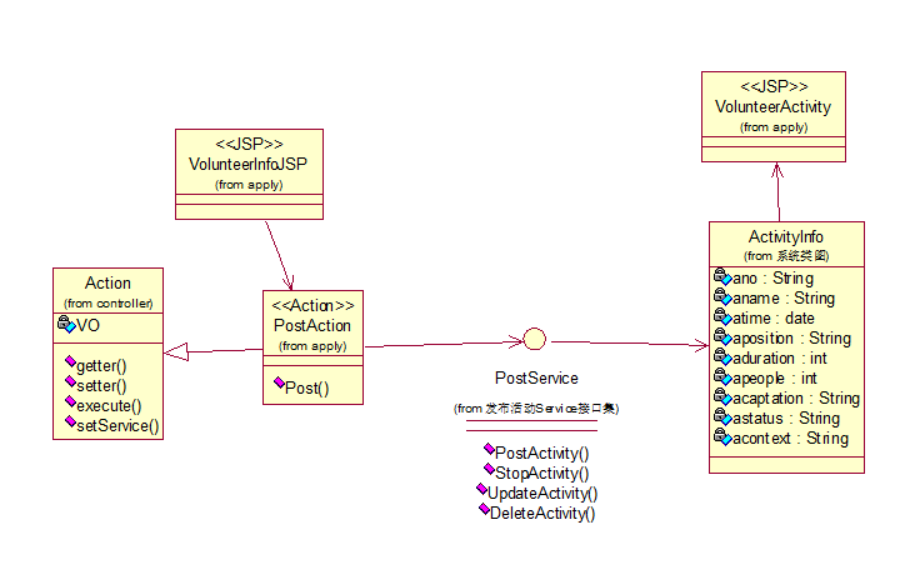 <<JSP>>
VolunteerActivity
(from apply)
<<JSP>>
VolunteerInfoJSP
(from apply)
Action
(from controller)
VO
getter()
setter()
execute()
setService()
<<Action>>
PostAction
(from apply)
Post()
PostService
(from 发布活动Service接口集)
PostActivity()
StopActivity()
UpdateActivity()
DeleteActivity()
ActivityInfo
(from 系统类图)
ano : String
aname : String
atime : date
aposition : String
aduration : int
apeople : int
acaptation : String
astatus : String
acontext : String